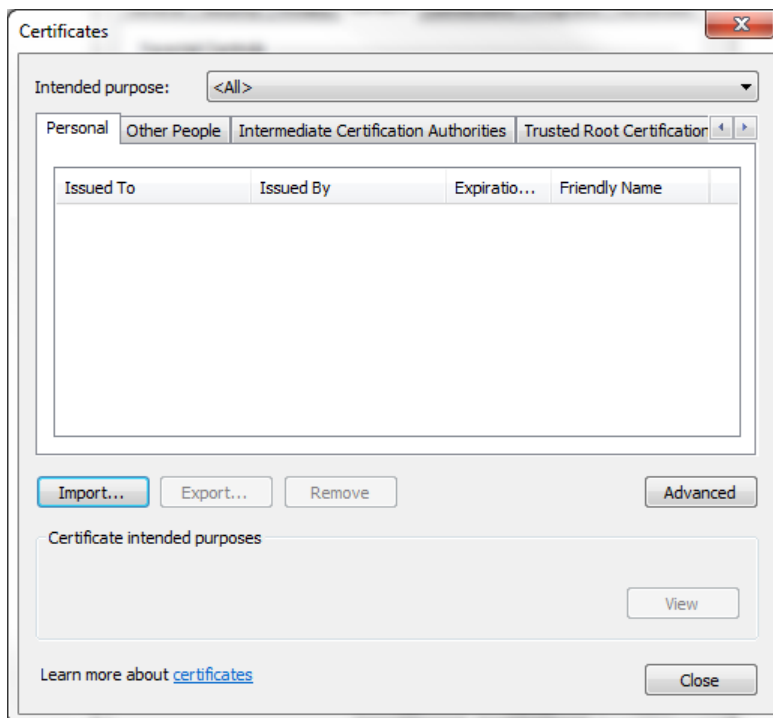 Certificates
Intended purpose: <All>
Personal Other People Intermediate Certification Authorities Trusted Root Certification
Issued To Issued By Expiratio... Friendly Name
Import... Export... Remove Advanced
Certificate intended purposes
View
Learn more about certificates
Close